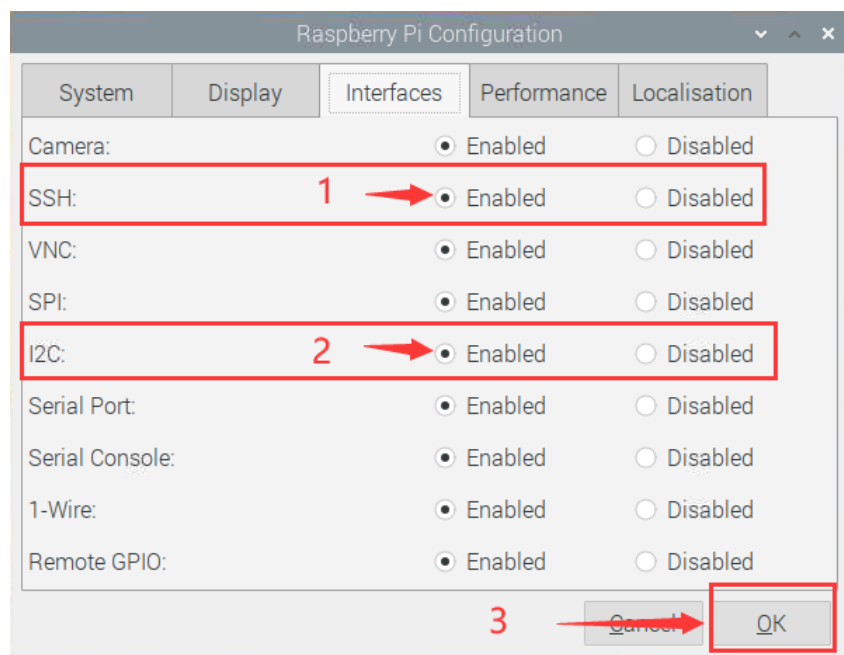 Raspberry Pi Configuration
System Display Interfaces Performance Localisation
Camera: Enabled Disabled
SSH: 1 Enabled Disabled
VNC: Enabled Disabled
SPI: Enabled Disabled
I2C: 2 Enabled Disabled
Serial Port: Enabled Disabled
Serial Console: Enabled Disabled
1-Wire: Enabled Disabled
Remote GPIO: Enabled Disabled
3 Cancel OK